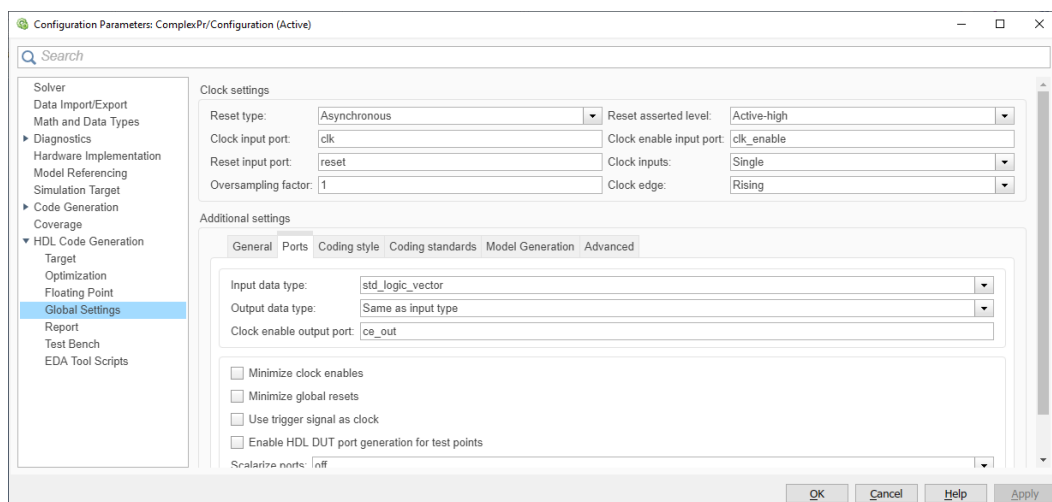 Configuration Parameters: ComplexPr/Configuration (Active)
Search
Solver
Data Import/Export
Math and Data Types
Diagnostics
Hardware Implementation
Model Referencing
Simulation Target
Code Generation
Coverage
HDL Code Generation
Target
Optimization
Floating Point
Global Settings
Report
Test Bench
EDA Tool Scripts
Clock settings
Reset type: Asynchronous Reset asserted level: Active-high
Clock input port: clk Clock enable input port: clk_enable
Reset input port: reset Clock inputs: Single
Oversampling factor: 1 Clock edge: Rising
Additional settings
General Ports Coding style Coding standards Model Generation Advanced
Input data type: std_logic_vector
Output data type: Same as input type
Clock enable output port: ce_out
Minimize clock enables
Minimize global resets
Use trigger signal as clock
Enable HDL DUT port generation for test points
Scalarize ports: off
OK Cancel Help Apply